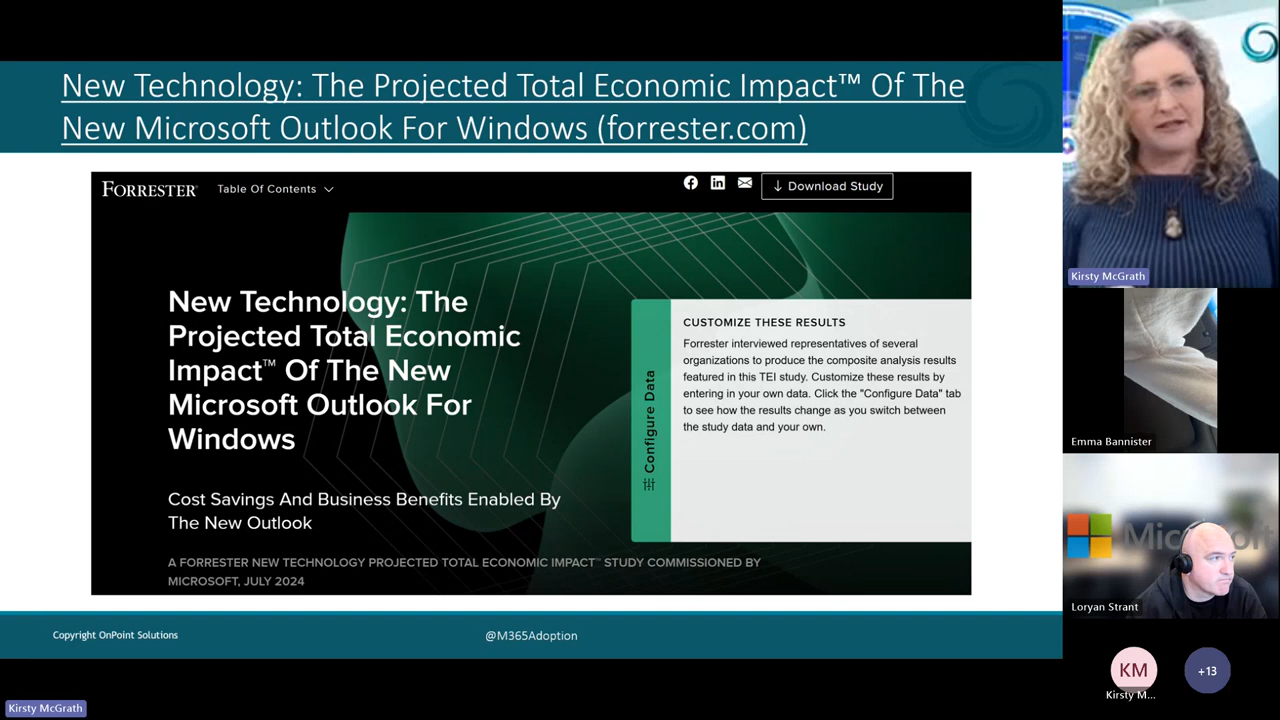 New Technology: The Projected Total Economic Impact™ Of The
New Microsoft Outlook For Windows (forrester.com)
FORRESTER®
Table Of Contents
Download Study
New Technology: The
Projected Total Economic
Impact™ Of The New
Microsoft Outlook For
Windows
Cost Savings And Business Benefits Enabled By
The New Outlook
A FORRESTER NEW TECHNOLOGY PROJECTED TOTAL ECONOMIC IMPACT™ STUDY COMMISSIONED BY
MICROSOFT, JULY 2024
Configure Data
CUSTOMIZE THESE RESULTS
Forrester interviewed representatives of several
organizations to produce the composite analysis results
featured in this TEI study. Customize these results by
entering in your own data. Click the "Configure Data" tab
to see how the results change as you switch between
the study data and your own.
Copyright OnPoint Solutions
@M365Adoption
Kirsty McGrath
Kirsty McGrath
Emma Bannister
Loryan Strant
KM
Kirsty M...
+13